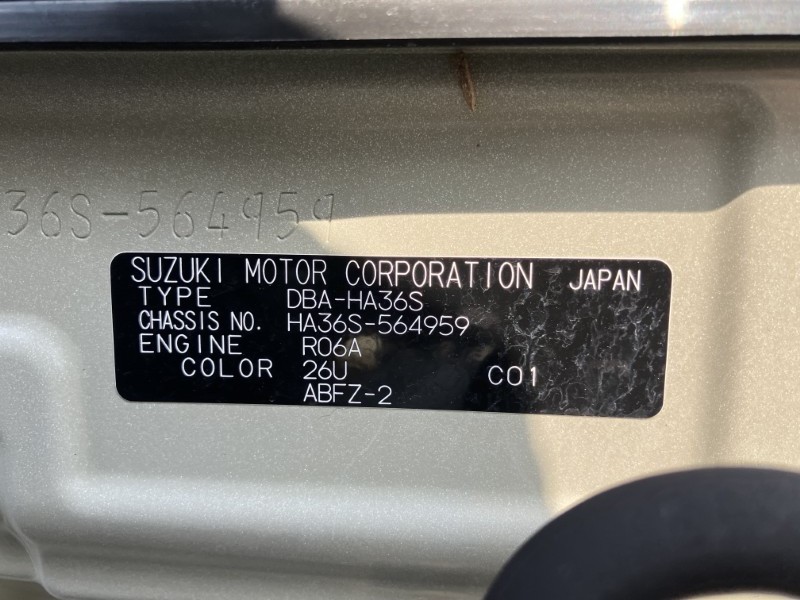 36S-564959
SUZUKI MOTOR CORPORATION JAPAN
TYPE DBA-HA36S
CHASSIS NO. HA36S-564959
ENGINE R06A
COLOR 26U C01
ABFZ-2